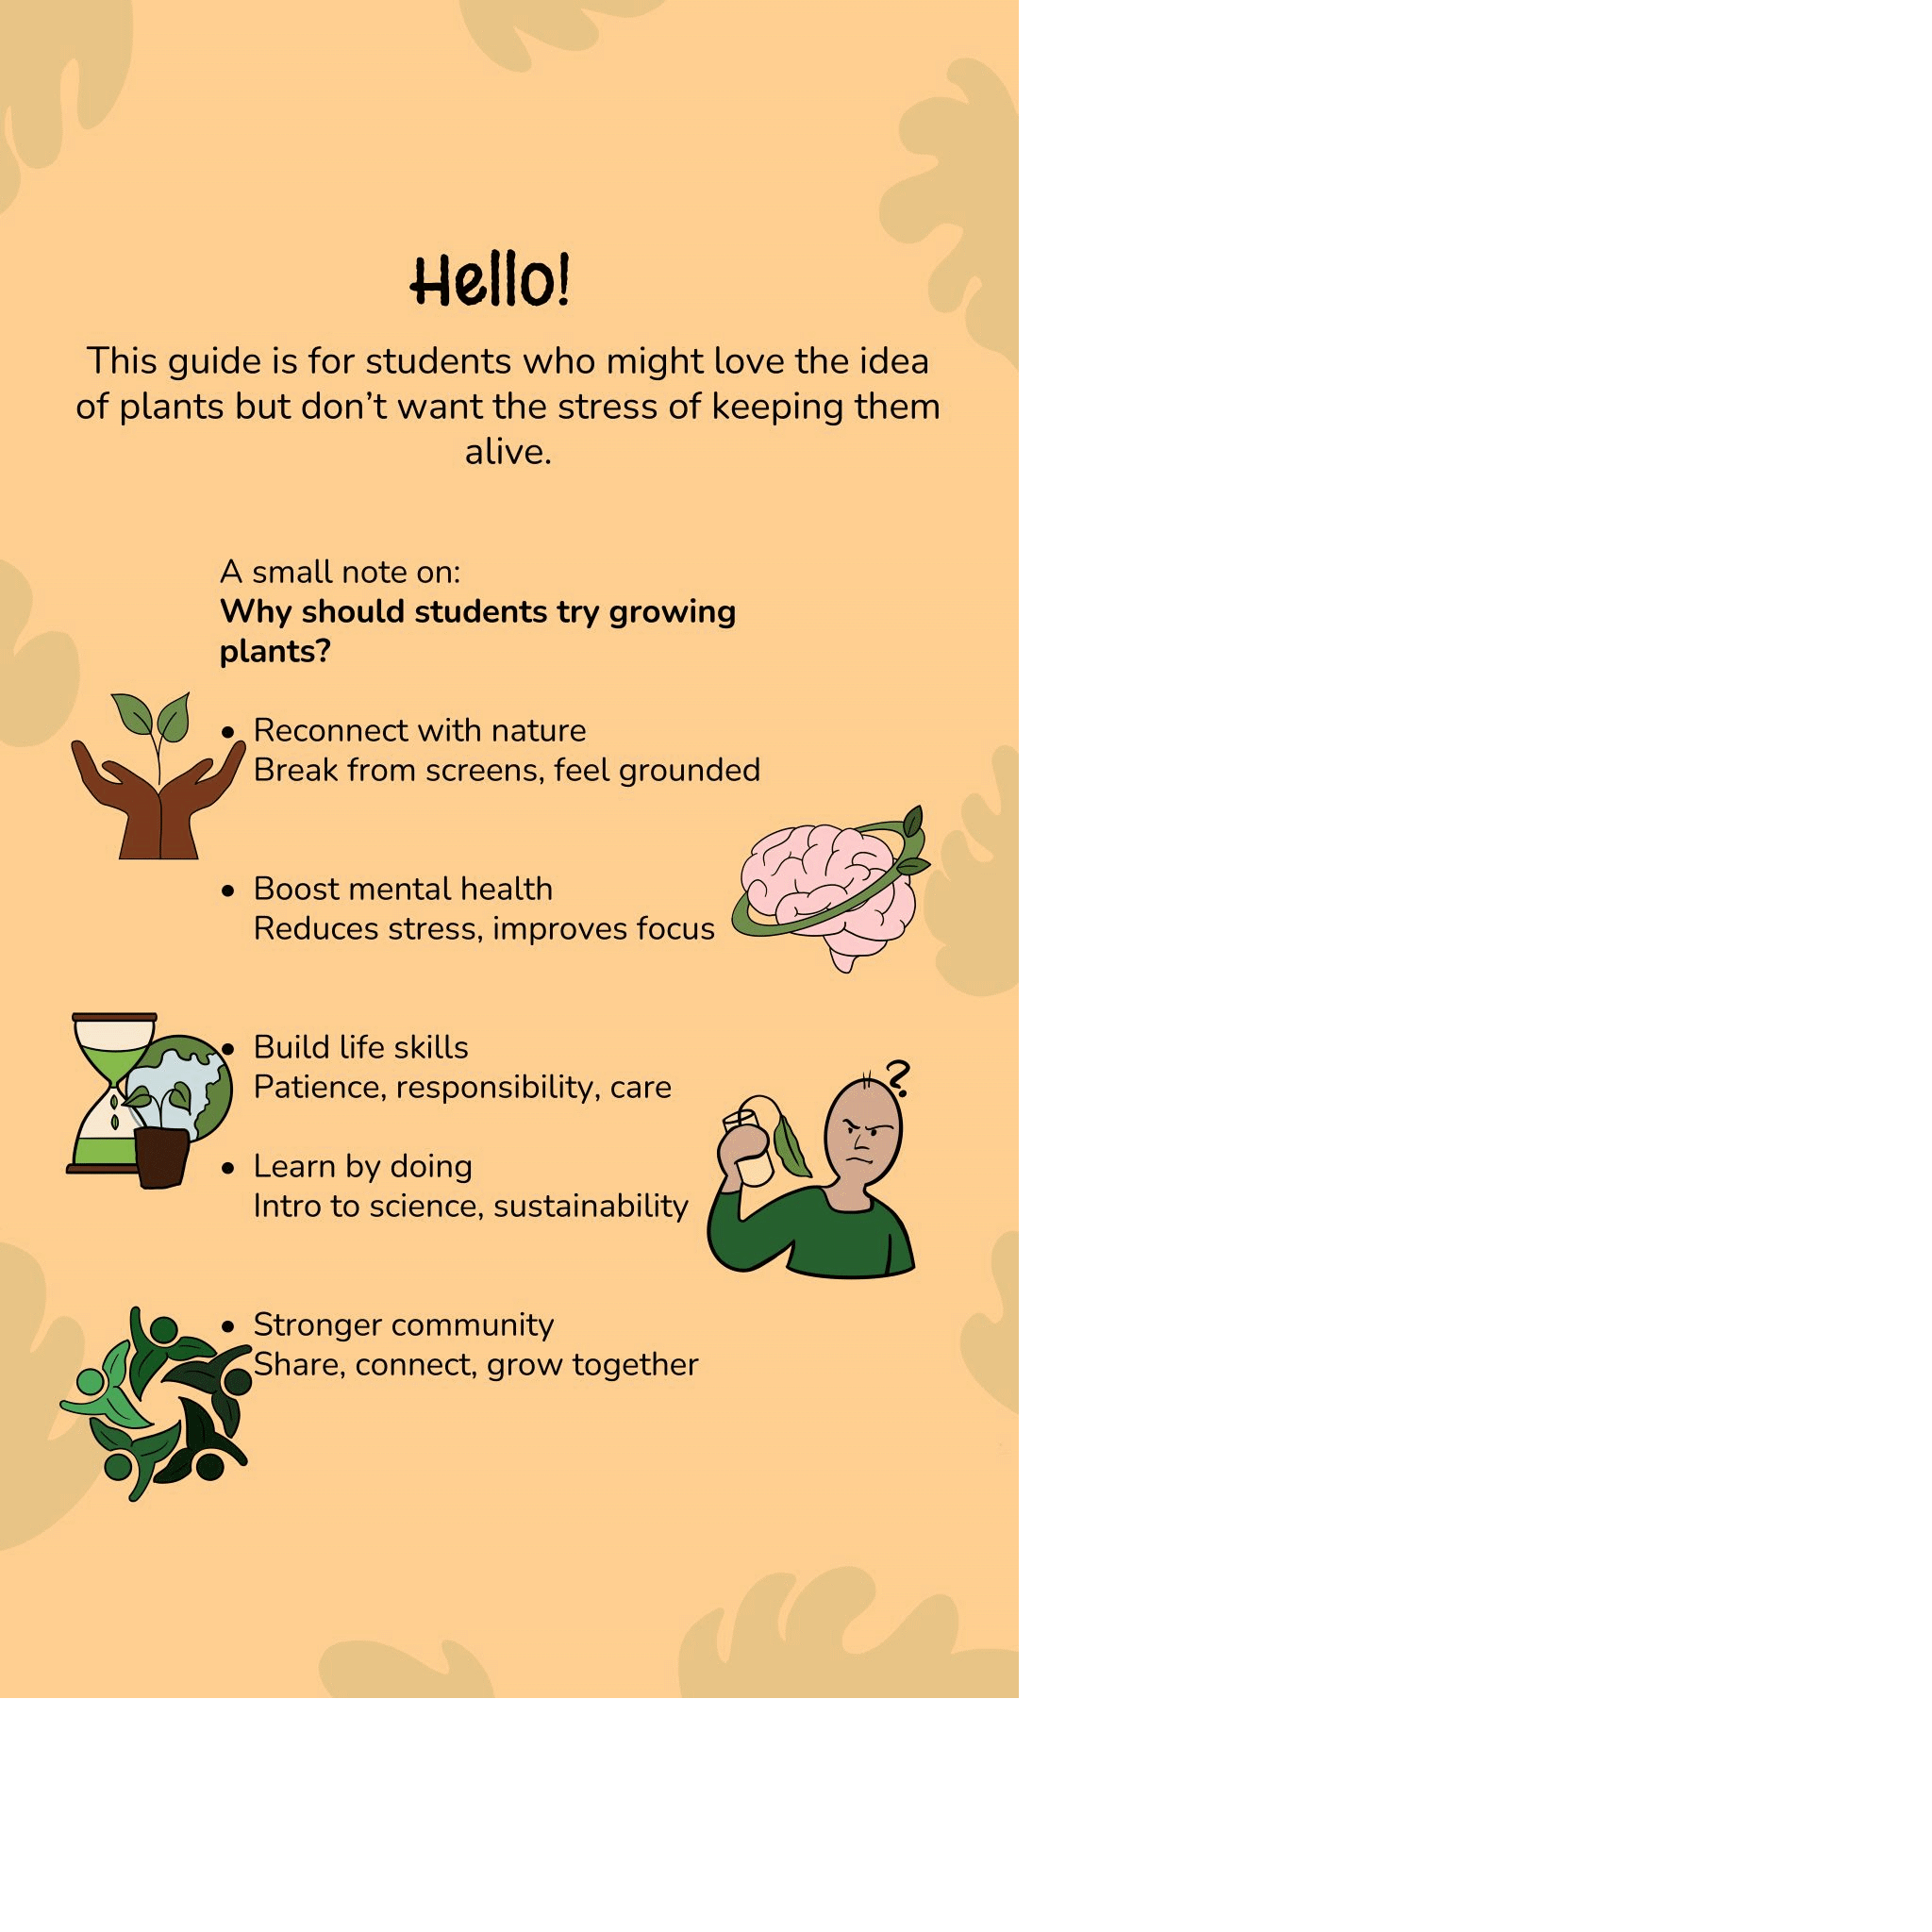 Hello!
This guide is for students who might love the idea
of plants but don’t want the stress of keeping them
alive.
A small note on:
Why should students try growing
plants?
• Reconnect with nature
Break from screens, feel grounded
• Boost mental health
Reduces stress, improves focus
• Build life skills
Patience, responsibility, care
?
• Learn by doing
Intro to science, sustainability
• Stronger community
Share, connect, grow together